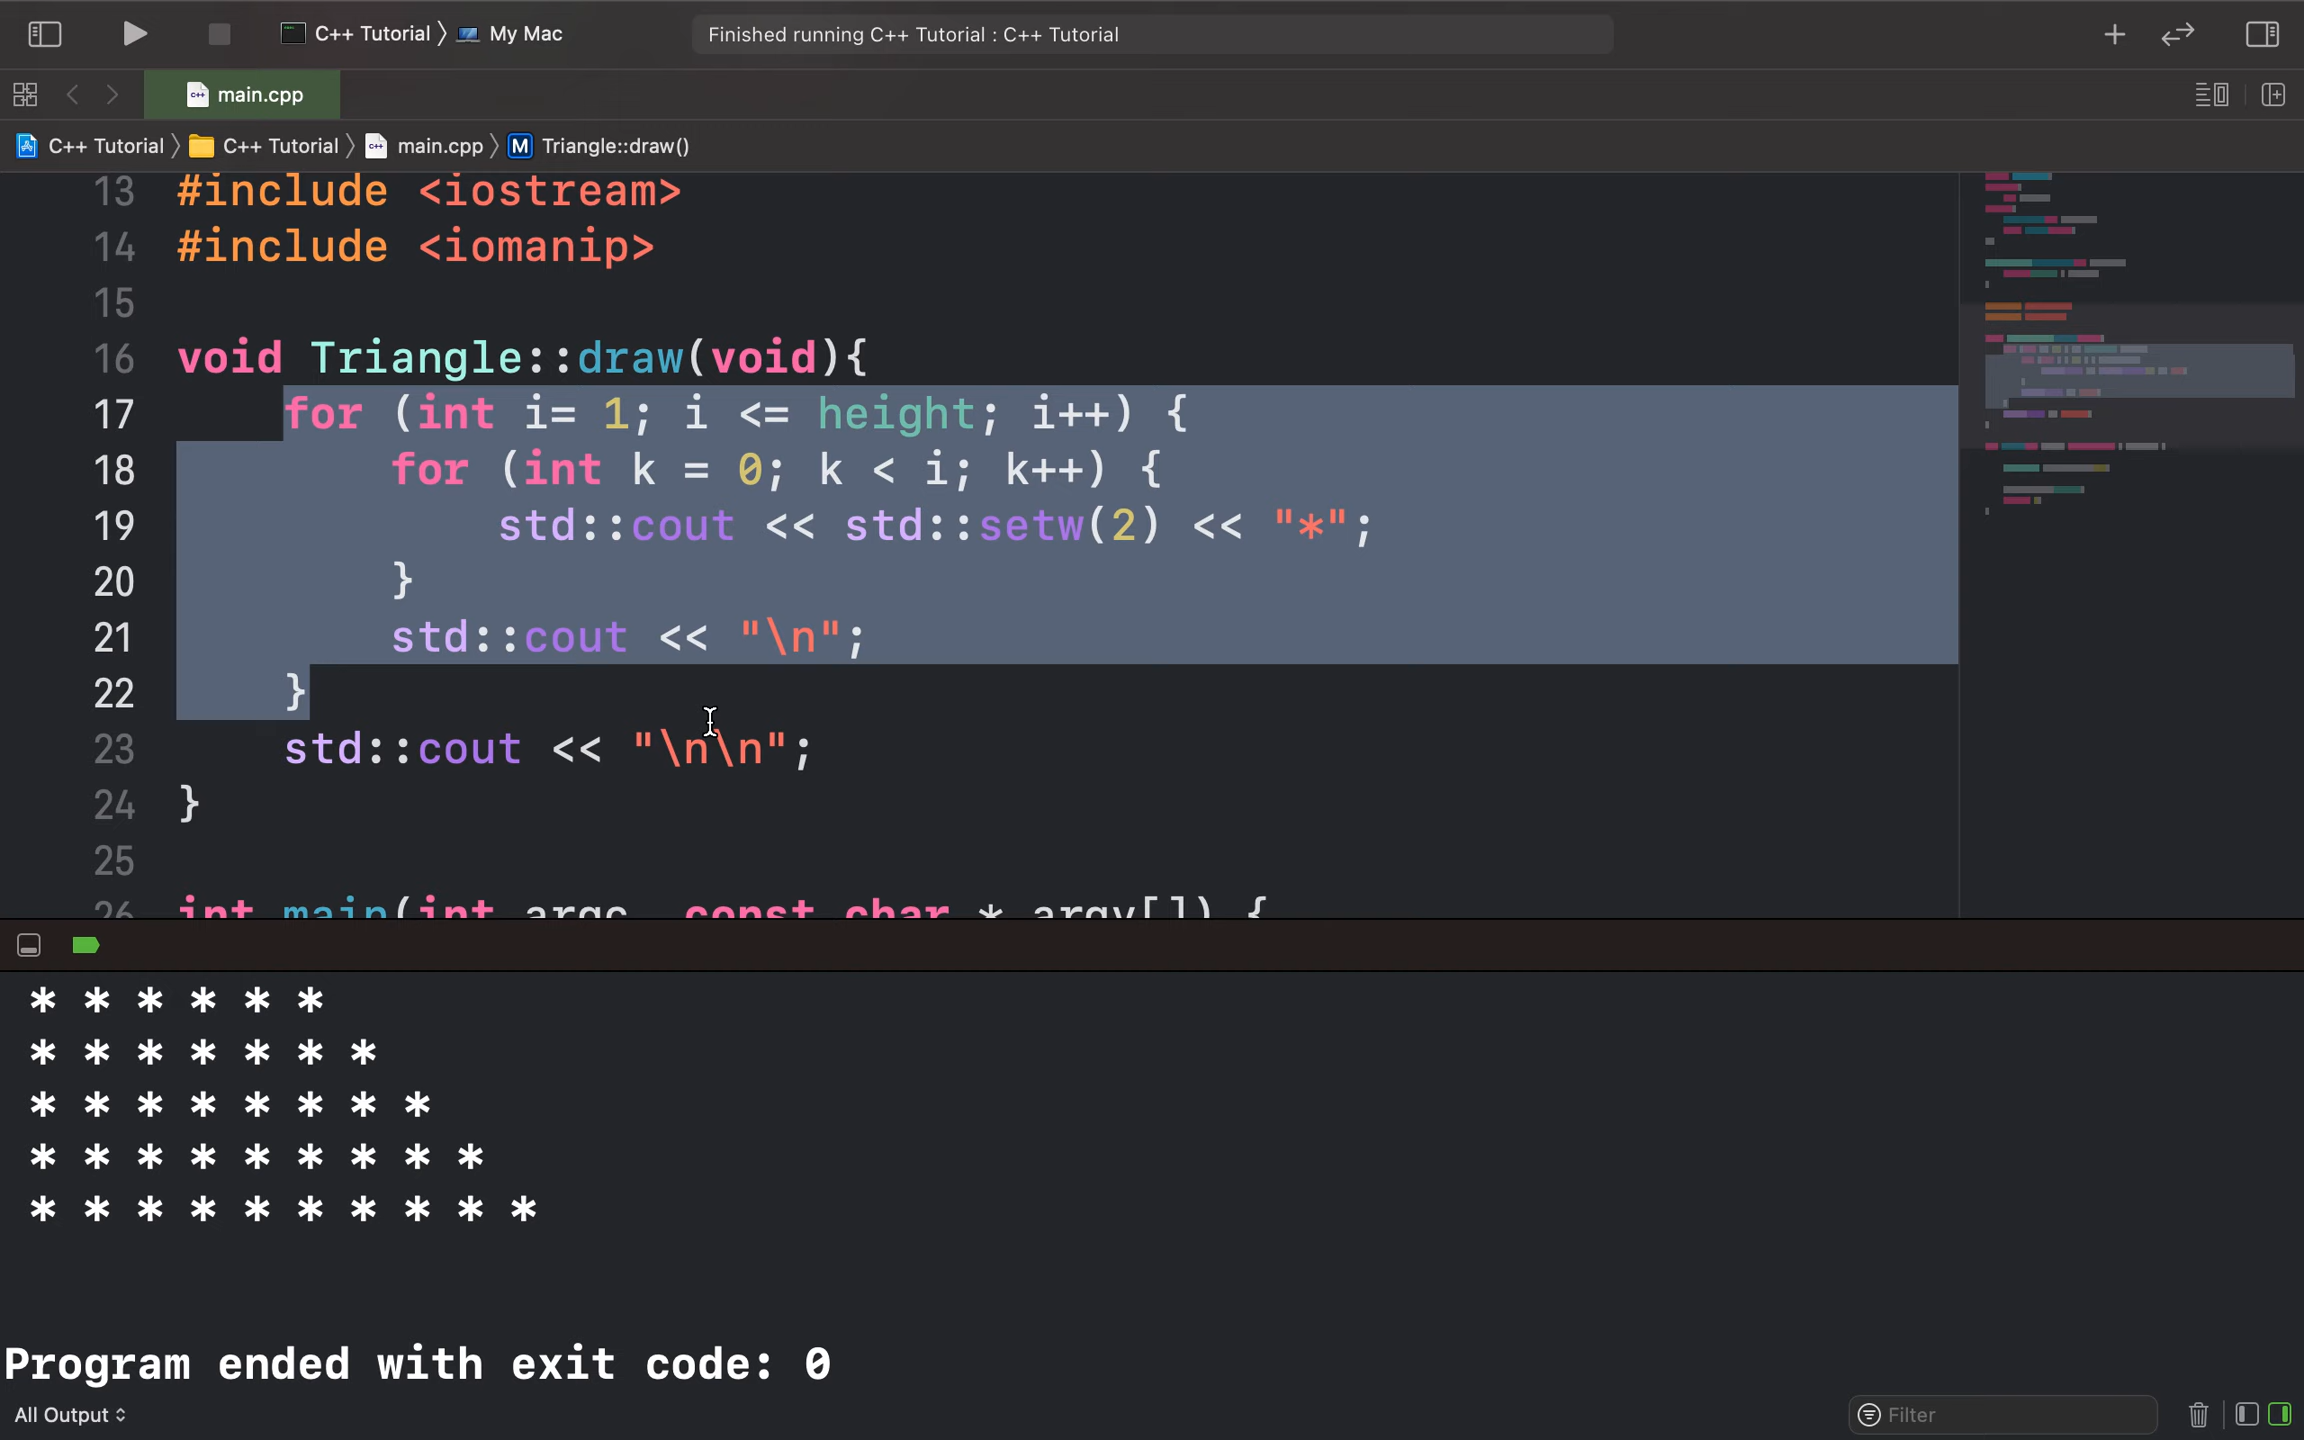 C++ Tutorial 〉 My Mac
Finished running C++ Tutorial : C++ Tutorial
main.cpp
C++ Tutorial 〉 C++ Tutorial 〉 main.cpp 〉 M Triangle::draw()
13 #include <iostream>
14 #include <iomanip>
15
16 void Triangle::draw(void){
17     for (int i= 1; i <= height; i++) {
18         for (int k = 0; k < i; k++) {
19             std::cout << std::setw(2) << "*";
20         }
21         std::cout << "\n";
22     }
23     std::cout << "\n\n";
24 }
25
26 int main(int argc, const char * argv[]) {
* * * * * *
* * * * * * *
* * * * * * * *
* * * * * * * * *
* * * * * * * * * *
Program ended with exit code: 0
All Output
Filter